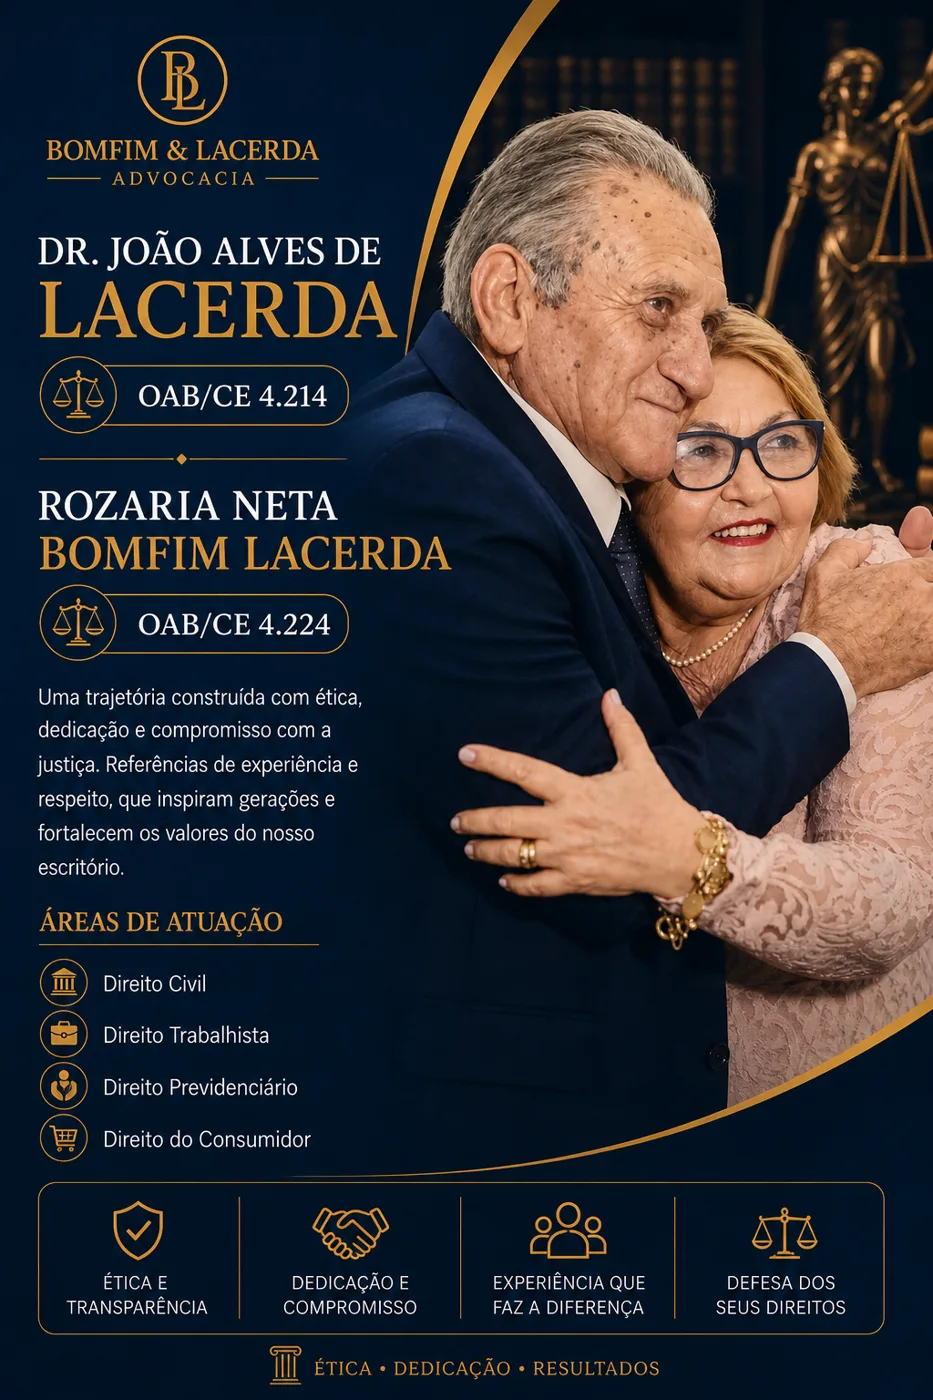 BL
BOMFIM & LACERDA
ADVOCACIA
DR. JOÃO ALVES DE
LACERDA
OAB/CE 4.214
ROZARIA NETA
BOMFIM LACERDA
OAB/CE 4.224
Uma trajetória construída com ética,
dedicação e compromisso com a
justiça. Referências de experiência e
respeito, que inspiram gerações e
fortalecem os valores do nosso
escritório.
ÁREAS DE ATUAÇÃO
Direito Civil
Direito Trabalhista
Direito Previdenciário
Direito do Consumidor
ÉTICA E
TRANSPARÊNCIA
DEDICAÇÃO E
COMPROMISSO
EXPERIÊNCIA QUE
FAZ A DIFERENÇA
DEFESA DOS
SEUS DIREITOS
ÉTICA • DEDICAÇÃO • RESULTADOS